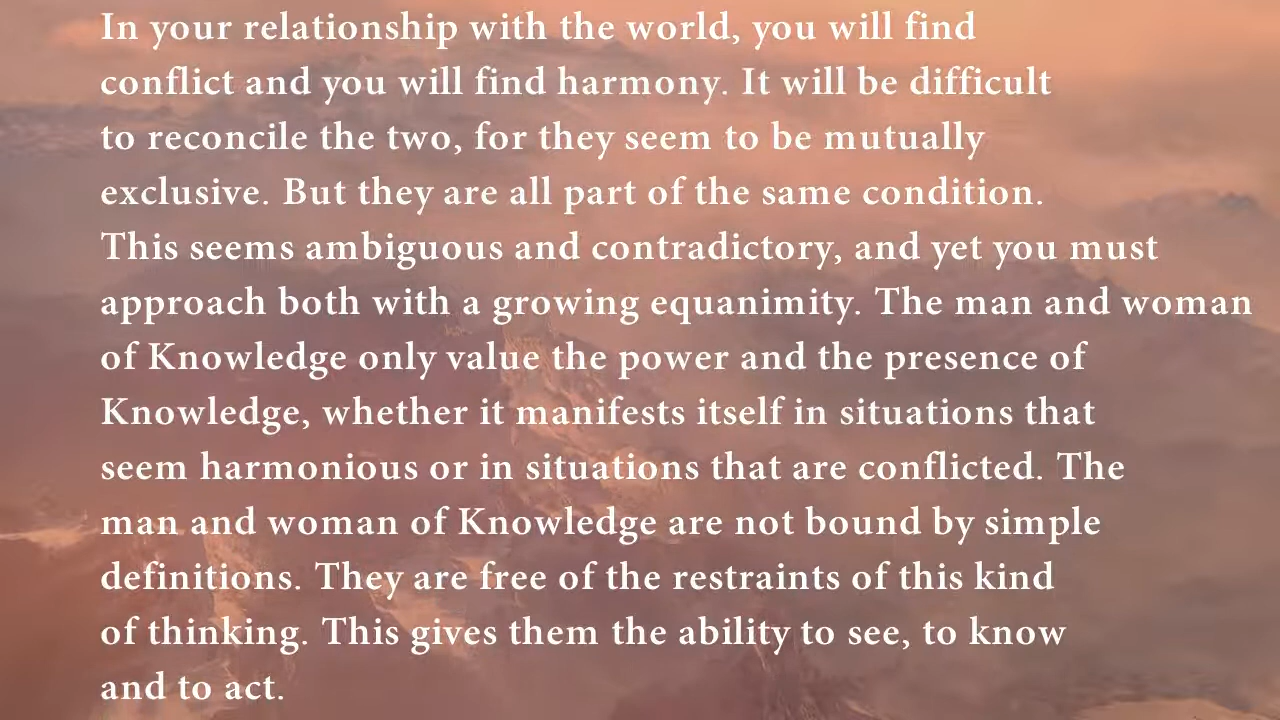 In your relationship with the world, you will find
conflict and you will find harmony. It will be difficult
to reconcile the two, for they seem to be mutually
exclusive. But they are all part of the same condition.
This seems ambiguous and contradictory, and yet you must
approach both with a growing equanimity. The man and woman
of Knowledge only value the power and the presence of
Knowledge, whether it manifests itself in situations that
seem harmonious or in situations that are conflicted. The
man and woman of Knowledge are not bound by simple
definitions. They are free of the restraints of this kind
of thinking. This gives them the ability to see, to know
and to act.